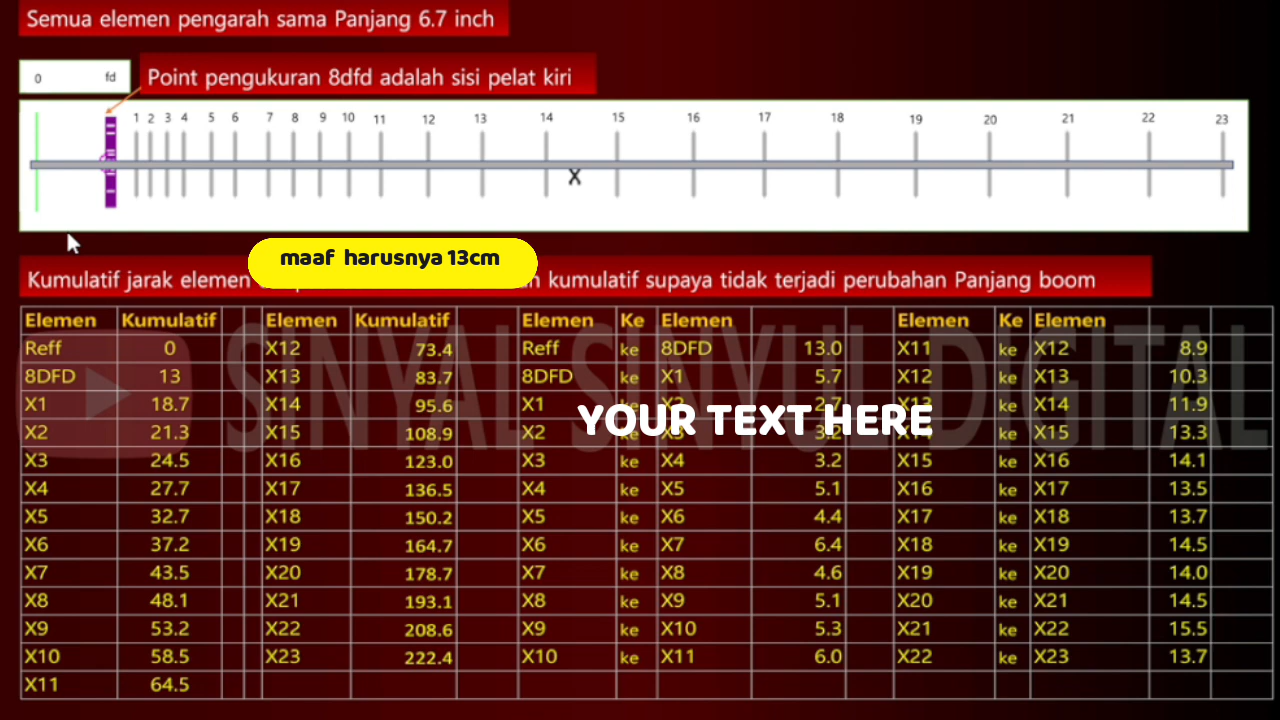 Semua elemen pengarah sama Panjang 6.7 inch
0 fd
Point pengukuran 8dfd adalah sisi pelat kiri
1 2 3 4 5 6 7 8 9 10 11 12 13 14 15 16 17 18 19 20 21 22 23
X
maaf harusnya 13cm
Kumulatif jarak elemen kumulatif supaya tidak terjadi perubahan Panjang boom
Elemen Kumulatif Elemen Kumulatif Elemen Ke Elemen Elemen Ke Elemen
Reff 0 X12 73.4 Reff ke 8DFD 13.0 X11 ke X12 8.9
8DFD 13 X13 83.7 8DFD ke X1 5.7 X12 ke X13 10.3
X1 18.7 X14 95.6 X1 ke X2 2.7 X13 ke X14 11.9
YOUR TEXT HERE
X2 21.3 X15 108.9 X2 ke X3 3.2 X14 ke X15 13.3
X3 24.5 X16 123.0 X3 ke X4 3.2 X15 ke X16 14.1
X4 27.7 X17 136.5 X4 ke X5 5.1 X16 ke X17 13.5
X5 32.7 X18 150.2 X5 ke X6 4.4 X17 ke X18 13.7
X6 37.2 X19 164.7 X6 ke X7 6.4 X18 ke X19 14.5
X7 43.5 X20 178.7 X7 ke X8 4.6 X19 ke X20 14.0
X8 48.1 X21 193.1 X8 ke X9 5.1 X20 ke X21 14.5
X9 53.2 X22 208.6 X9 ke X10 5.3 X21 ke X22 15.5
X10 58.5 X23 222.4 X10 ke X11 6.0 X22 ke X23 13.7
X11 64.5
SINYAL SINYUL DIGITAL